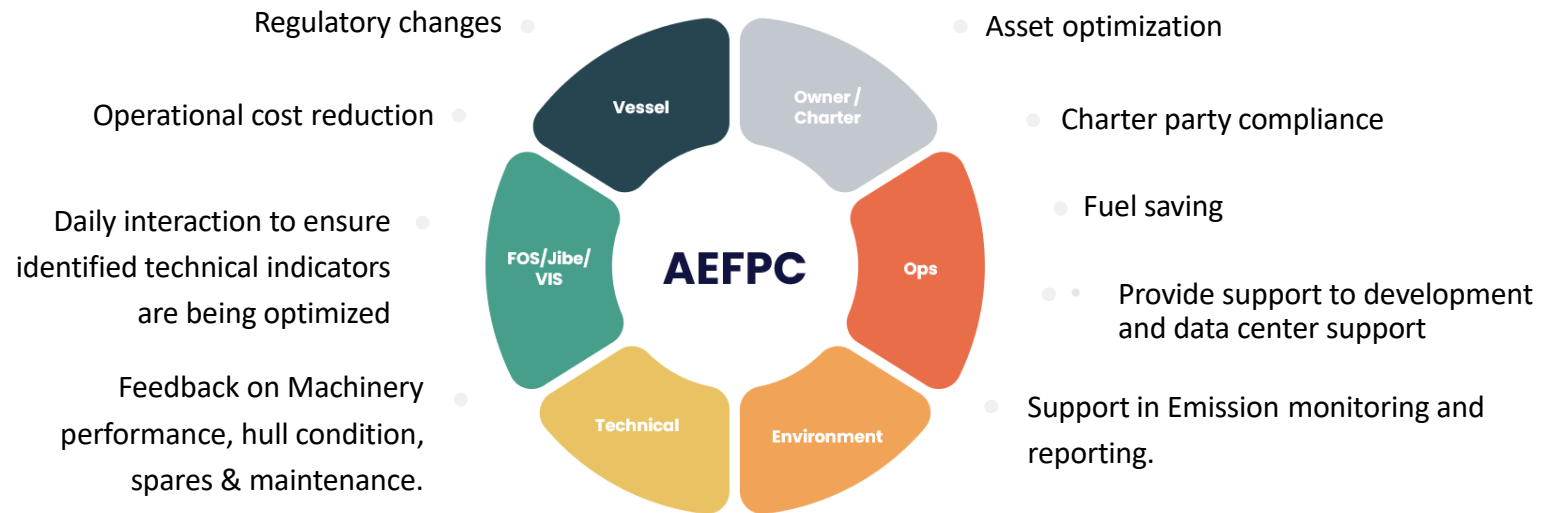 Regulatory changes
Operational cost reduction
Daily interaction to ensure
identified technical indicators
are being optimized
Feedback on Machinery
performance, hull condition,
spares & maintenance.
Vessel
Owner /
Charter
FOS/Jibe/
VIS
AEFPC
Ops
Technical
Environment
Asset optimization
Charter party compliance
Fuel saving
• Provide support to development
and data center support
Support in Emission monitoring and
reporting.